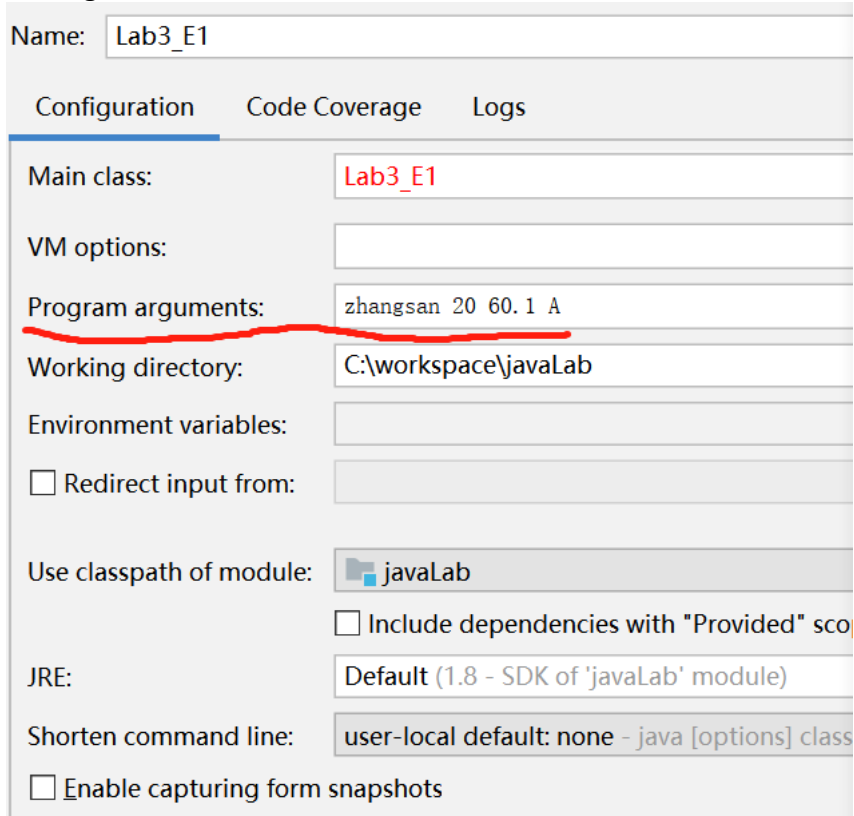 Name: Lab3_E1
Configuration Code Coverage Logs
Main class: Lab3_E1
VM options:
Program arguments: zhangsan 20 60.1 A
Working directory: C:\workspace\javaLab
Environment variables:
Redirect input from:
Use classpath of module: javaLab
Include dependencies with "Provided"
JRE: Default (1.8 - SDK of 'javaLab' module)
Shorten command line: user-local default: none - java [options] class
Enable capturing form snapshots